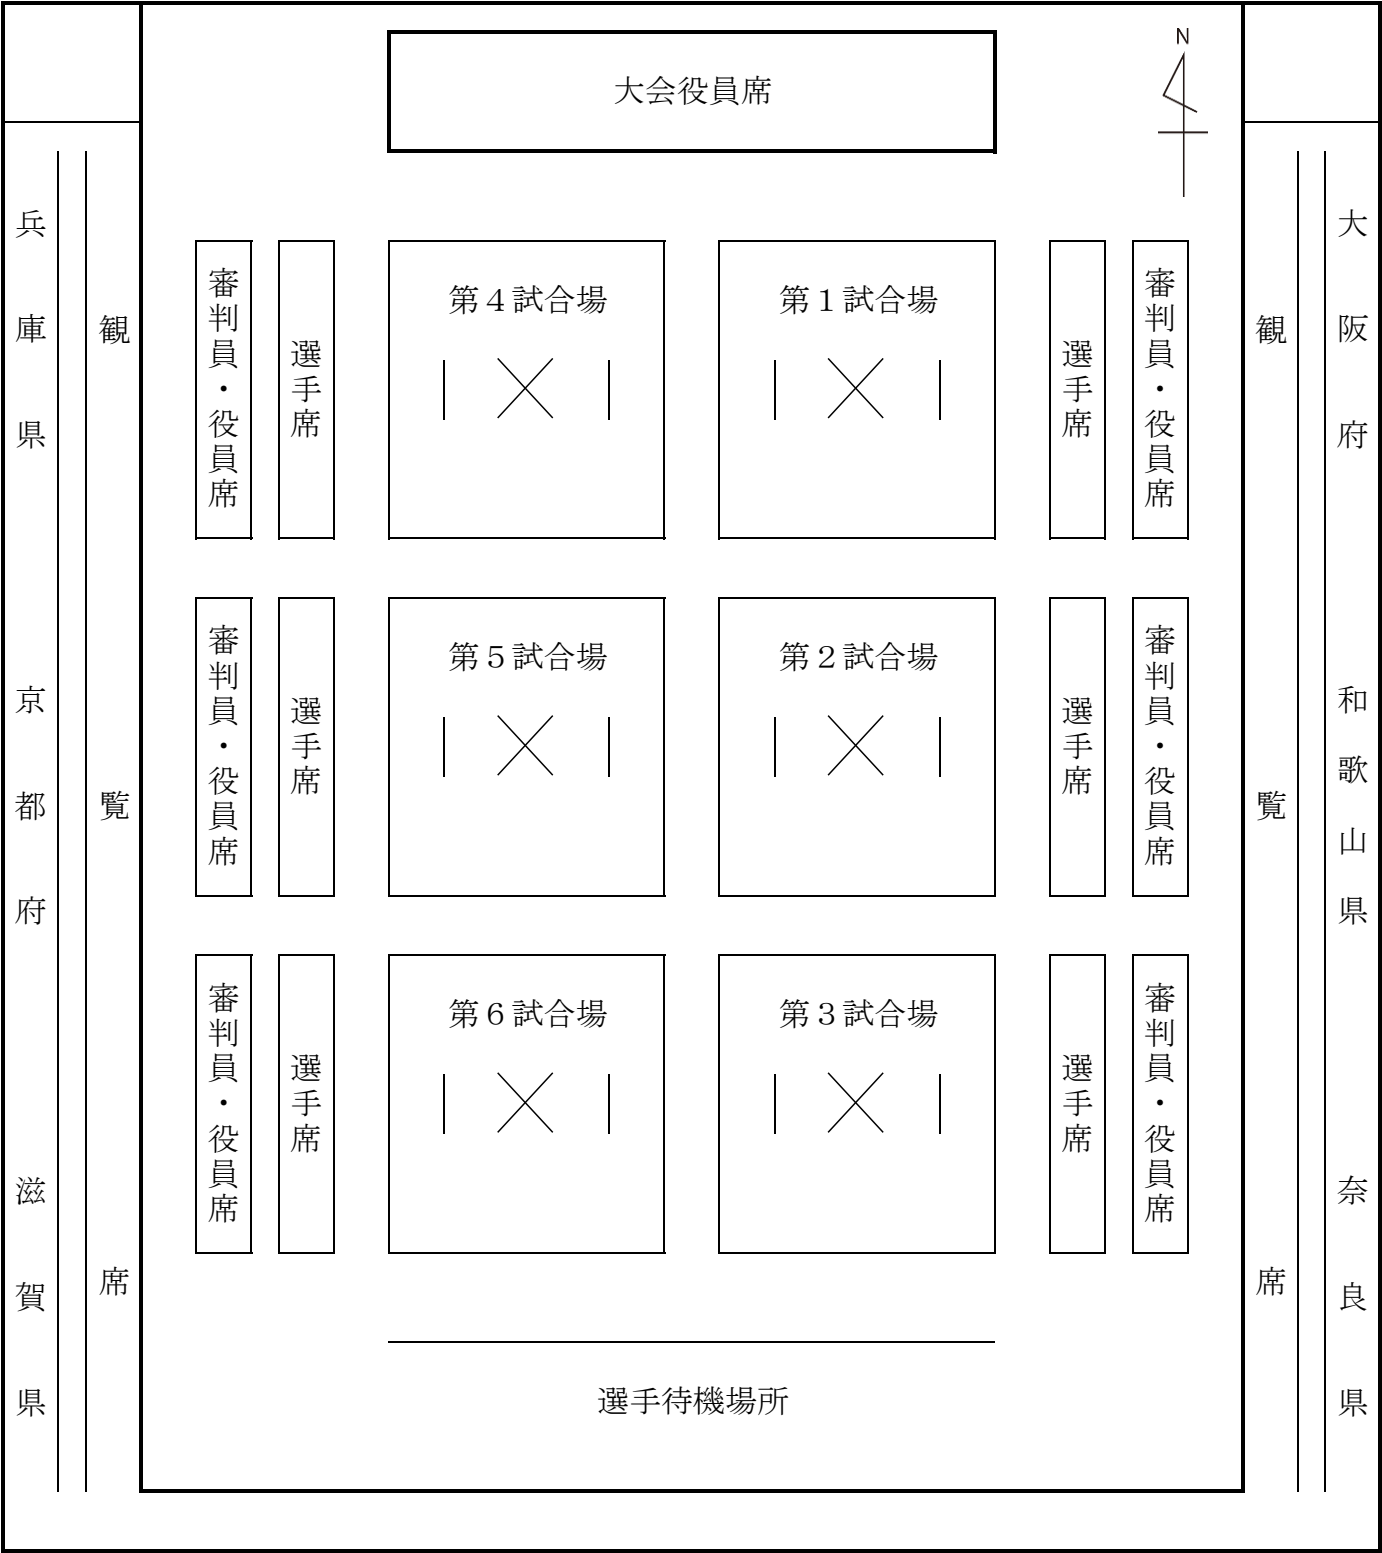 N
大会役員席
兵庫県
京都府
滋賀県
観覧席
審判員・役員席
選手席
第４試合場
第１試合場
選手席
審判員・役員席
審判員・役員席
選手席
第５試合場
第２試合場
選手席
審判員・役員席
審判員・役員席
選手席
第６試合場
第３試合場
選手席
審判員・役員席
観覧席
大阪府
和歌山県
奈良県
選手待機場所